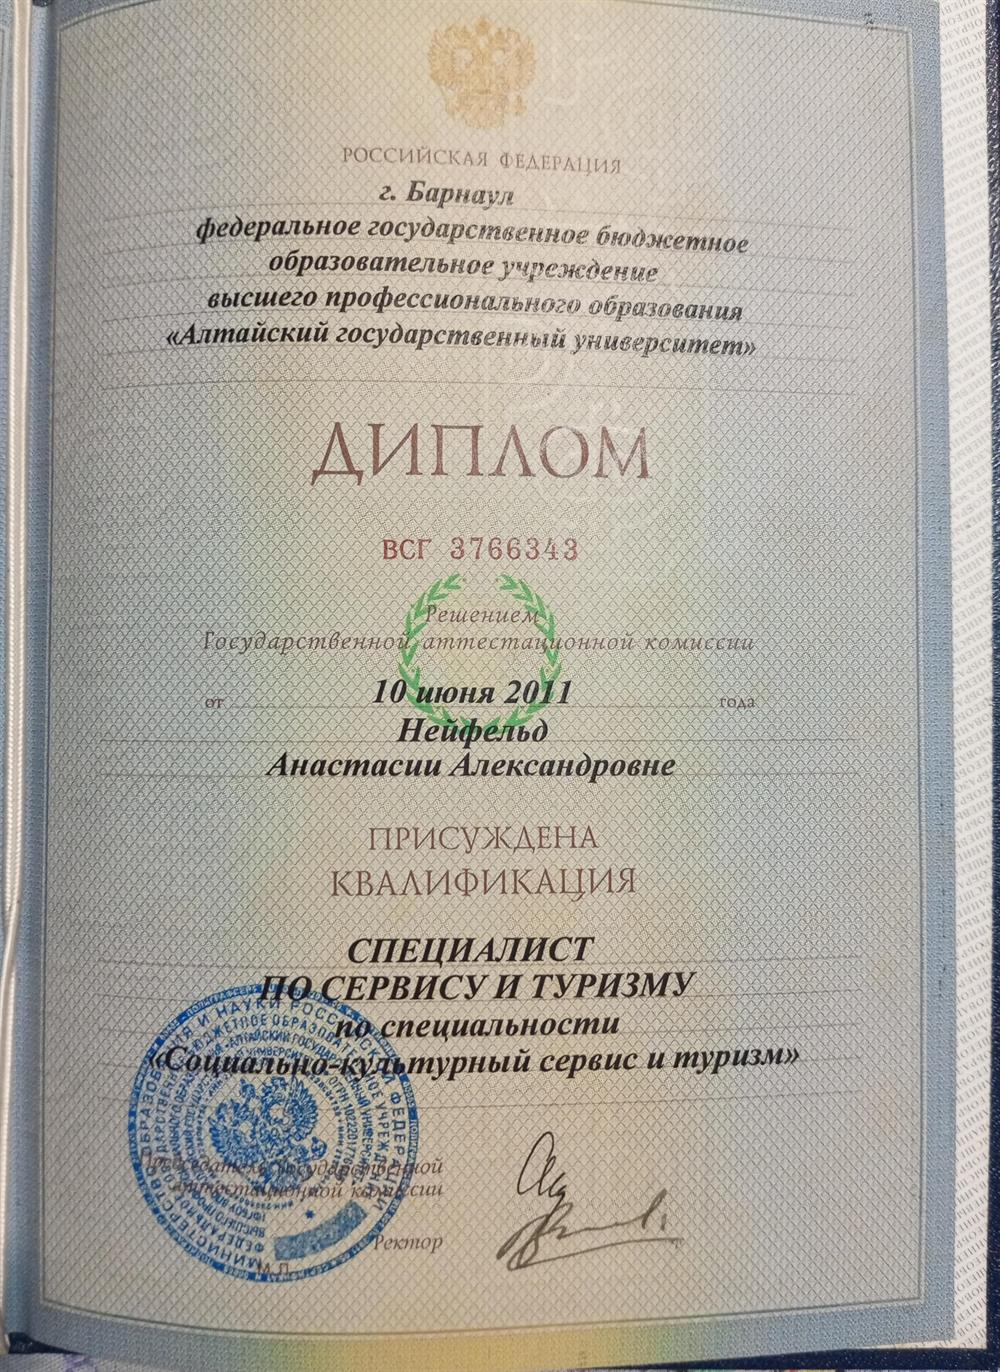 РОССИЙСКАЯ ФЕДЕРАЦИЯ
г. Барнаул
федеральное государственное бюджетное
образовательное учреждение
высшего профессионального образования
«Алтайский государственный университет»
ДИПЛОМ
ВСГ 3766343
Решением
Государственной аттестационной комиссии
от 10 июня 2011 года
Нейфельд
Анастасии Александровне
ПРИСУЖДЕНА
КВАЛИФИКАЦИЯ
СПЕЦИАЛИСТ
ПО СЕРВИСУ И ТУРИЗМУ
по специальности
«Социально-культурный сервис и туризм»
Председатель Государственной
аттестационной комиссии
Ректор
М.П.